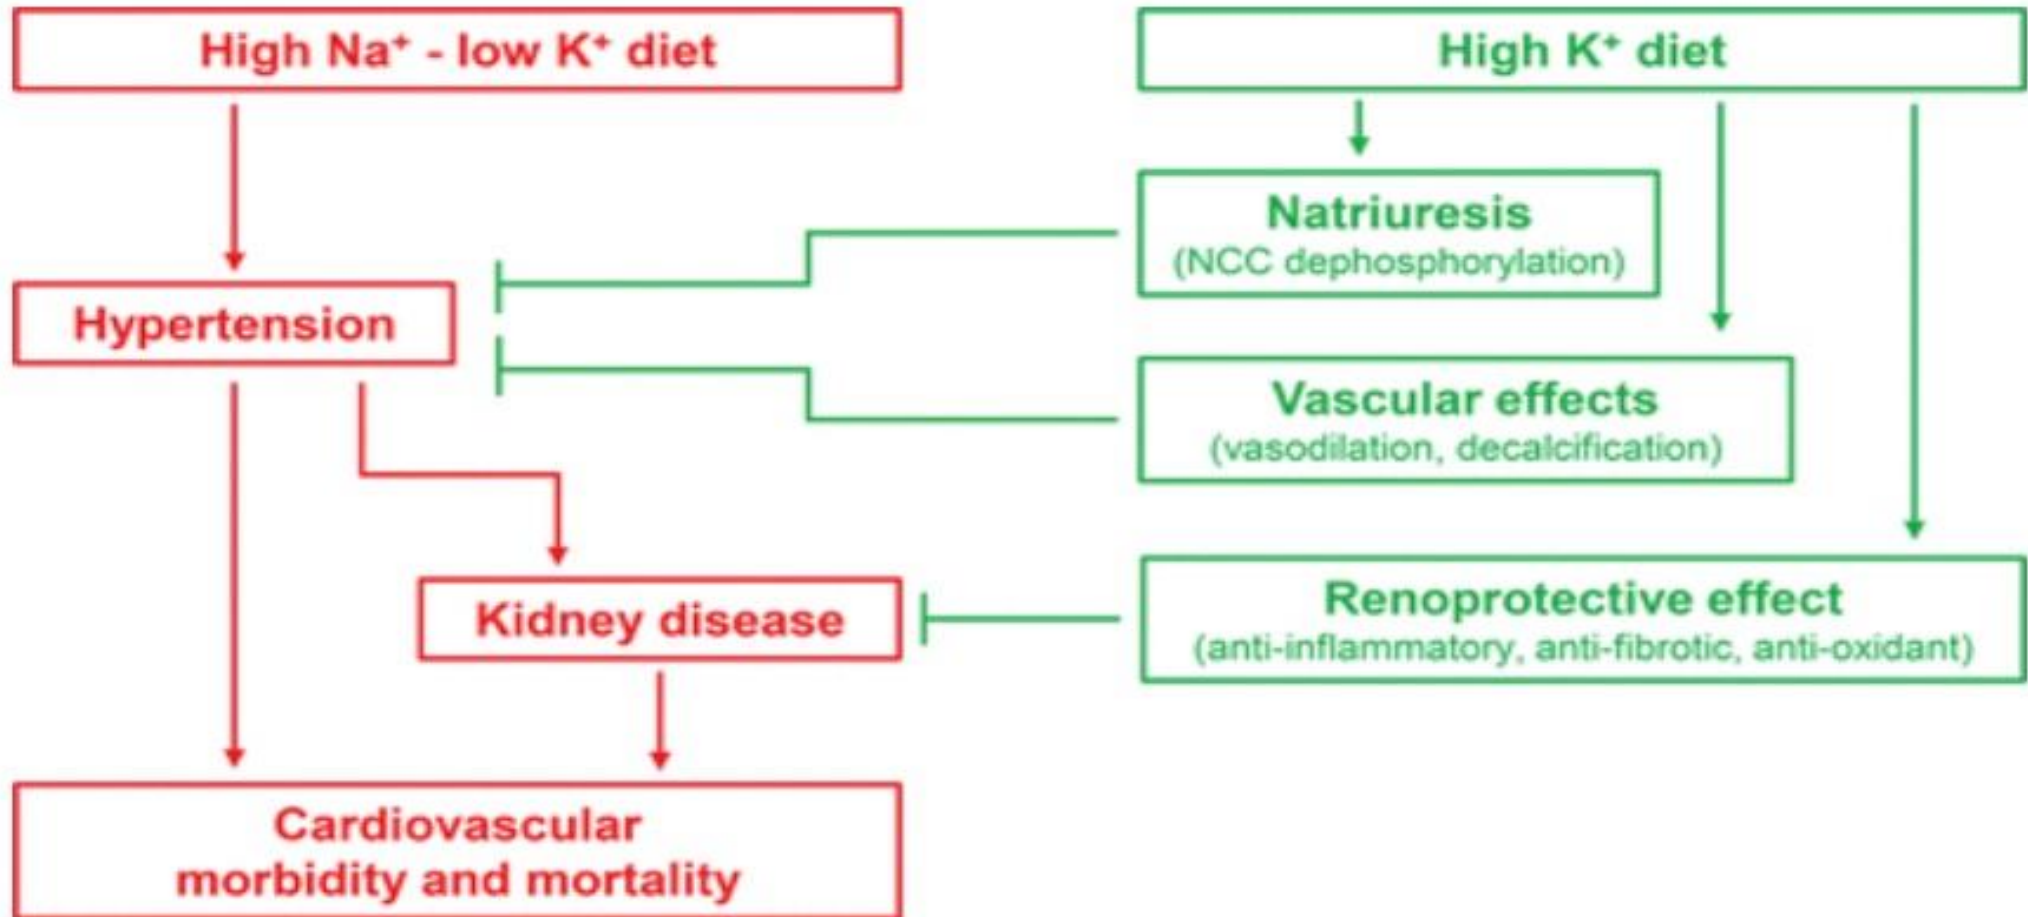 High Na⁺ - low K⁺ diet
High K⁺ diet
Natriuresis
(NCC dephosphorylation)
Hypertension
Vascular effects
(vasodilation, decalcification)
Kidney disease
Renoprotective effect
(anti-inflammatory, anti-fibrotic, anti-oxidant)
Cardiovascular
morbidity and mortality